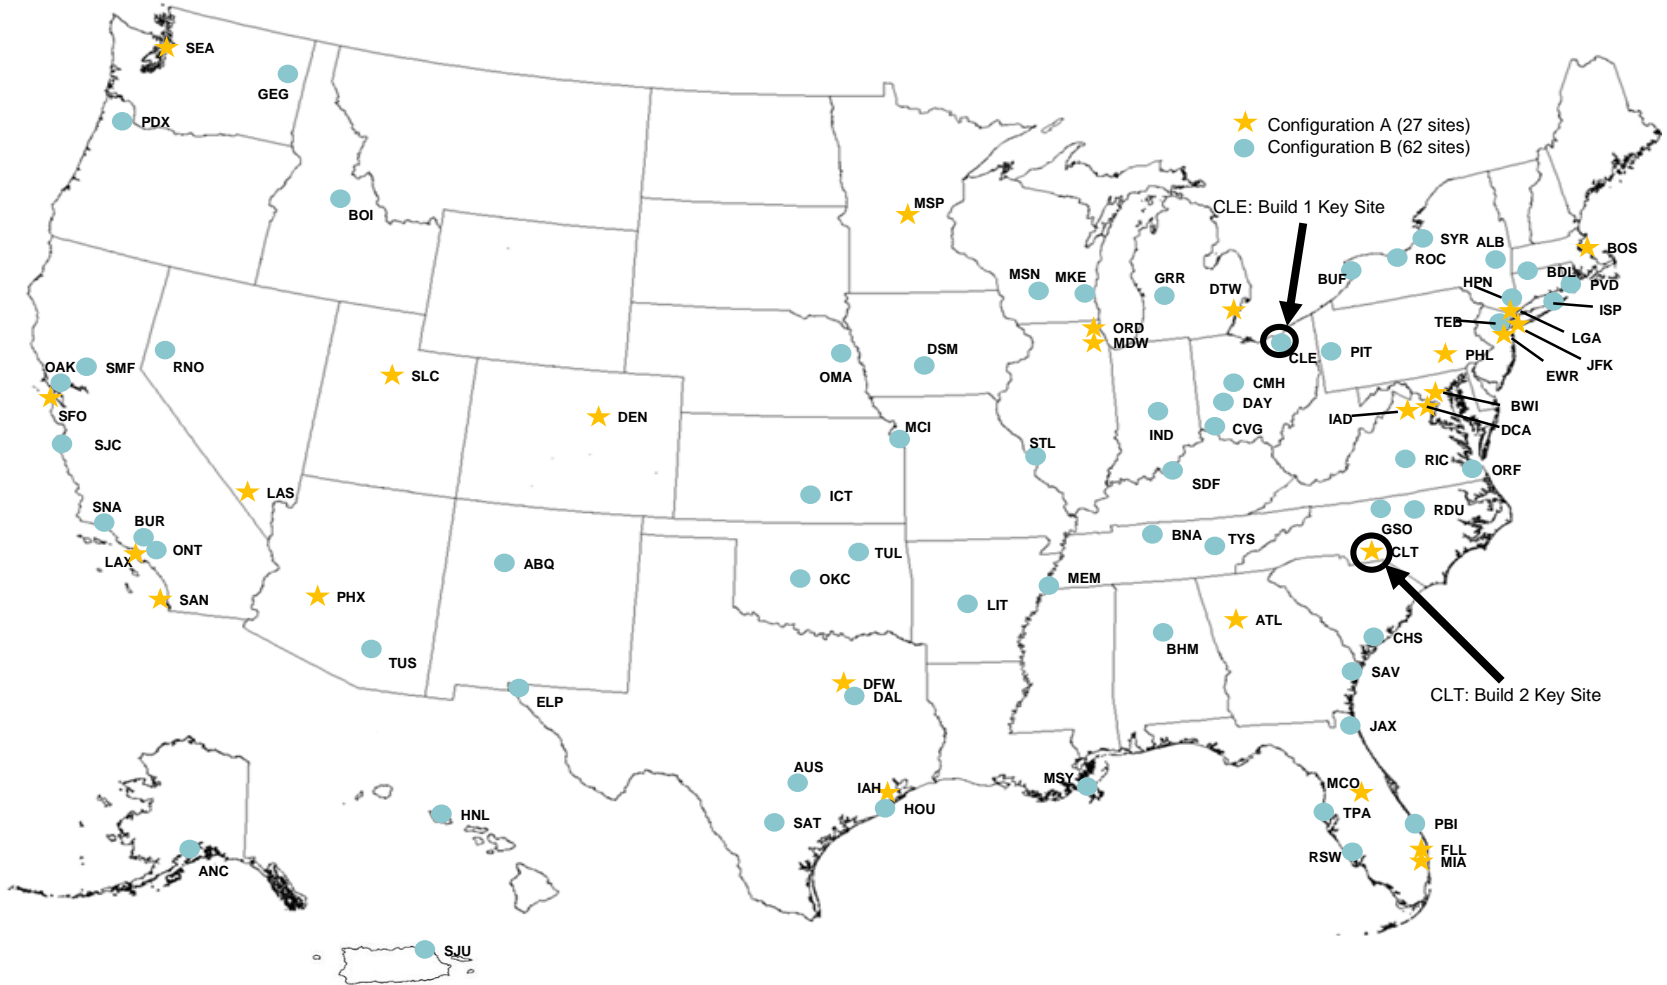 SEA
GEG
PDX
Configuration A (27 sites)
Configuration B (62 sites)
BOI
MSP
CLE: Build 1 Key Site
SYR
ALB
BOS
ROC
BUF
BDL
HPN
PVD
MSN
MKE
GRR
DTW
ISP
TEB
LGA
ORD
MDW
CLE
PIT
PHL
JFK
EWR
OAK
SMF
RNO
SLC
OMA
DSM
CMH
DAY
BWI
SFO
DEN
IAD
DCA
MCI
IND
CVG
SJC
STL
RIC
ORF
SDF
LAS
ICT
SNA
BUR
GSO
RDU
ONT
BNA
TYS
LAX
ABQ
TUL
CLT
OKC
MEM
SAN
PHX
LIT
ATL
TUS
BHM
CHS
SAV
DFW
DAL
CLT: Build 2 Key Site
ELP
JAX
AUS
IAH
MSY
MCO
HNL
SAT
HOU
TPA
PBI
RSW
FLL
MIA
ANC
SJU